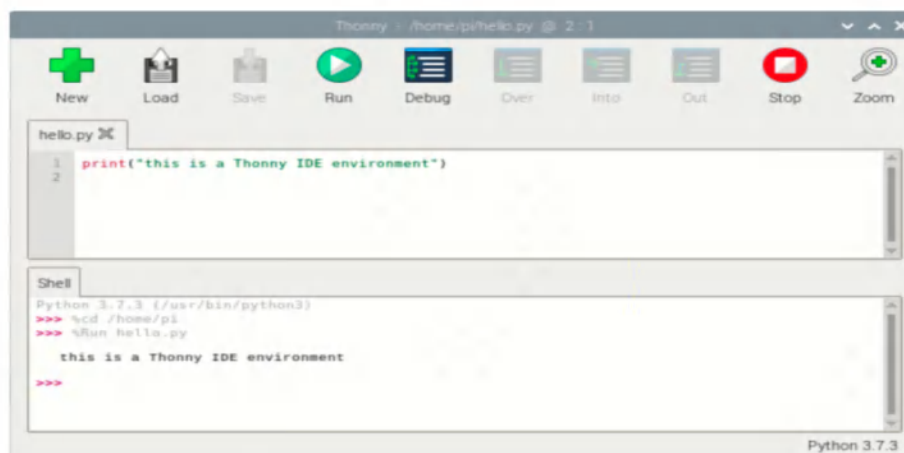 Thonny - /home/pi/hello.py @ 2:1
New Load Save Run Debug Over Into Out Stop Zoom
hello.py
1 print("this is a Thonny IDE environment")
2
Shell
Python 3.7.3 (/usr/bin/python3)
>>> %cd /home/pi
>>> %Run hello.py
this is a Thonny IDE environment
>>>
Python 3.7.3